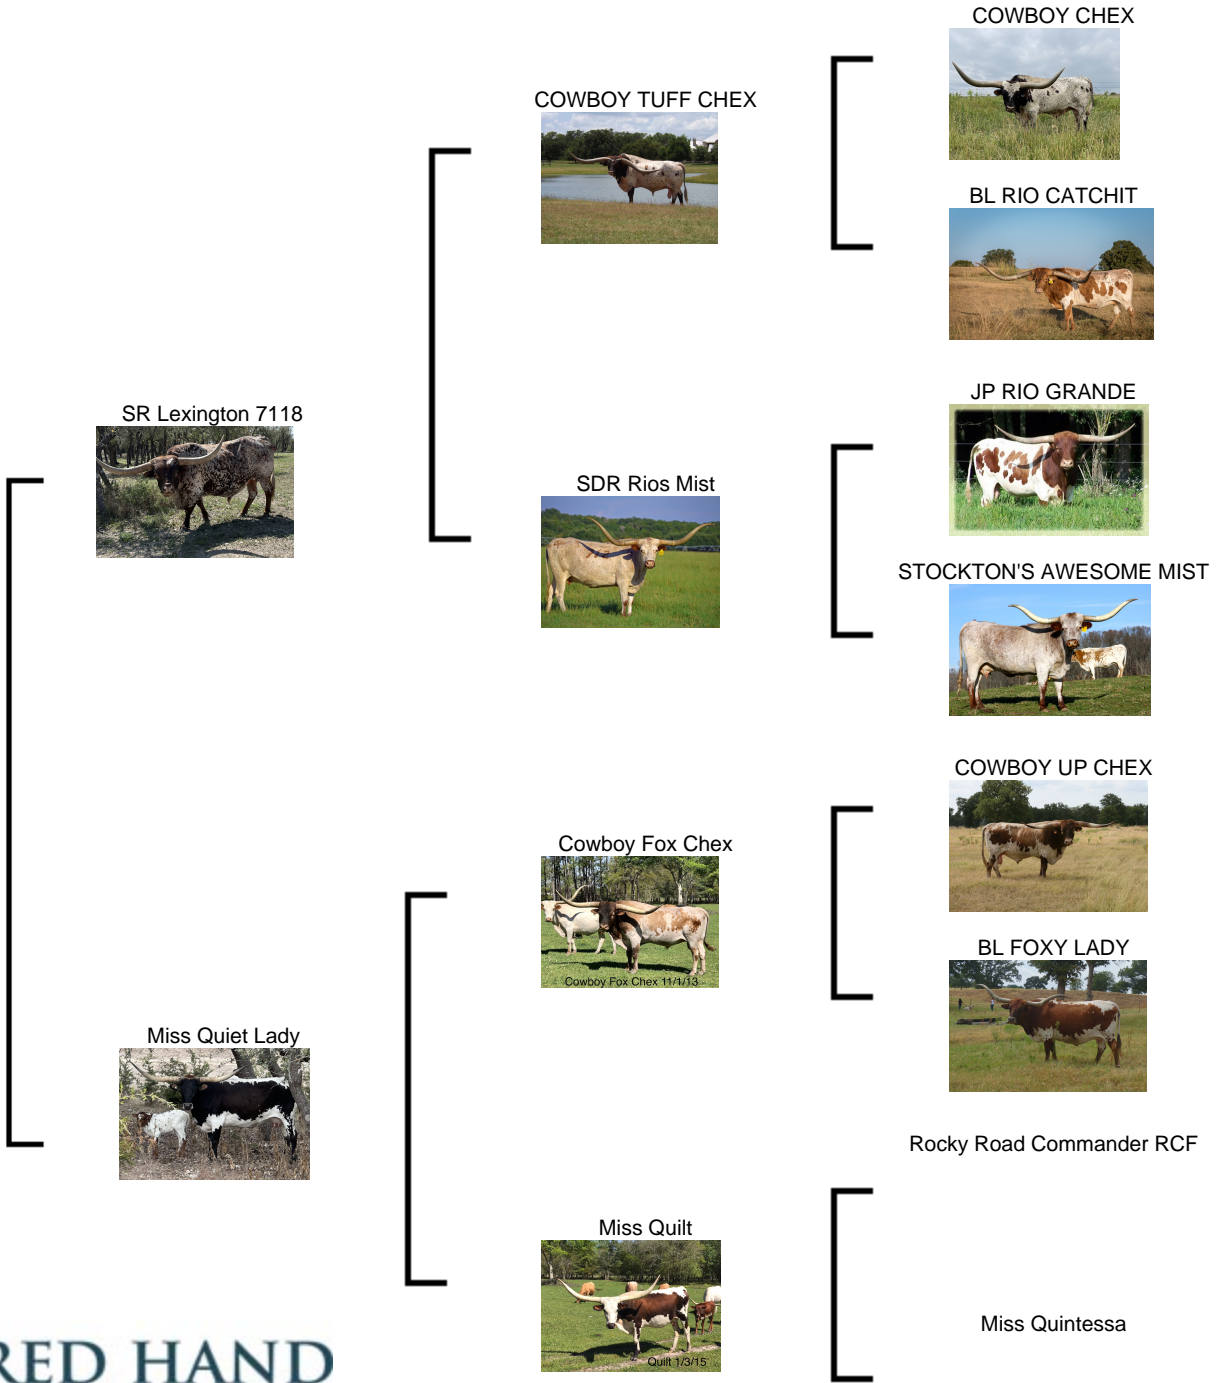 COWBOY CHEX
COWBOY TUFF CHEX
BL RIO CATCHIT
JP RIO GRANDE
SR Lexington 7118
SDR Rios Mist
STOCKTON'S AWESOME MIST
COWBOY UP CHEX
Cowboy Fox Chex
Cowboy Fox Chex 11/1/13
BL FOXY LADY
Miss Quiet Lady
Rocky Road Commander RCF
Miss Quilt
Quilt 1/3/15
Miss Quintessa
RED HAND